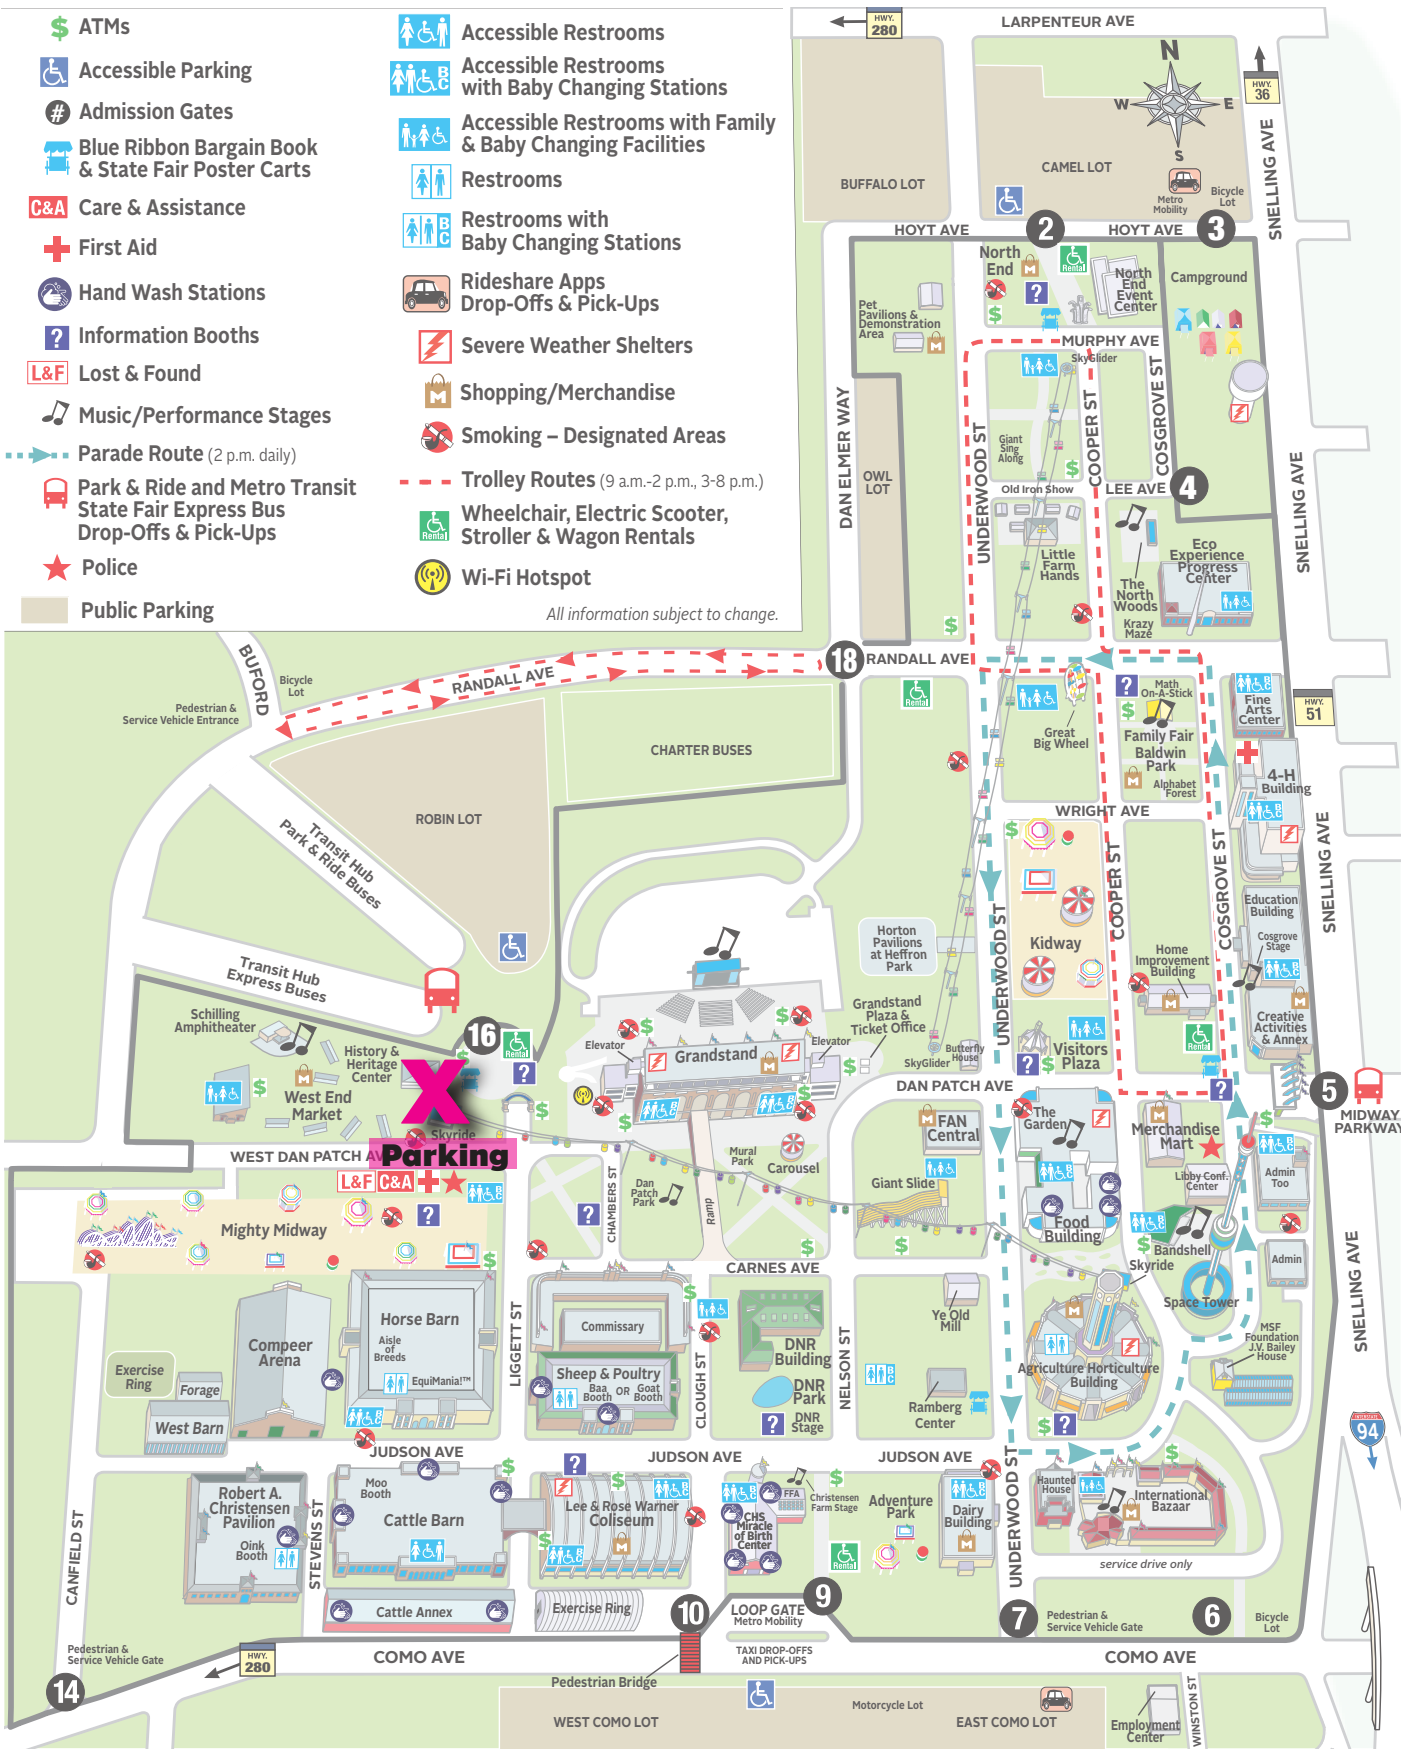 $ ATMs
Accessible Parking
# Admission Gates
Blue Ribbon Bargain Book
& State Fair Poster Carts
C&A Care & Assistance
First Aid
Hand Wash Stations
? Information Booths
L&F Lost & Found
Music/Performance Stages
Parade Route (2 p.m. daily)
Park & Ride and Metro Transit
State Fair Express Bus
Drop-Offs & Pick-Ups
Police
Public Parking
Accessible Restrooms
Accessible Restrooms
with Baby Changing Stations
Accessible Restrooms with Family
& Baby Changing Facilities
Restrooms
Restrooms with
Baby Changing Stations
Rideshare Apps
Drop-Offs & Pick-Ups
Severe Weather Shelters
Shopping/Merchandise
Smoking – Designated Areas
Trolley Routes (9 a.m.-2 p.m., 3-8 p.m.)
Wheelchair, Electric Scooter,
Stroller & Wagon Rentals
Wi-Fi Hotspot
All information subject to change.
HWY.
280
LARPENTEUR AVE
N
W
E
S
HWY.
36
SNELLING AVE
BUFFALO LOT
CAMEL LOT
Metro
Mobility
Bicycle
Lot
HOYT AVE
2
HOYT AVE
3
North
End
Rental
North
End
Event
Center
Campground
Pet
Pavilions &
Demonstration
Area
MURPHY AVE
SkyGlider
DAN ELMER WAY
OWL
LOT
UNDERWOOD ST
Giant
Sing
Along
COOPER ST
COSGROVE ST
Old Iron Show
LEE AVE
4
SNELLING AVE
Little
Farm
Hands
The
North
Woods
Krazy
Maze
Eco
Experience
Progress
Center
18
RANDALL AVE
RANDALL AVE
BUFORD
Bicycle
Lot
Pedestrian &
Service Vehicle Entrance
Rental
Great
Big Wheel
Math
On-A-Stick
Family Fair
Baldwin
Park
Alphabet
Forest
Fine
Arts
Center
HWY.
51
4-H
Building
CHARTER BUSES
ROBIN LOT
Transit Hub
Park & Ride Buses
Transit Hub
Express Buses
WRIGHT AVE
UNDERWOOD ST
COOPER ST
COSGROVE ST
SNELLING AVE
Kidway
Education
Building
Cosgrove
Stage
Home
Improvement
Building
Creative
Activities
& Annex
Horton
Pavilions
at Heffron
Park
Grandstand
Plaza &
Ticket Office
SkyGlider
Butterfly
House
Visitors
Plaza
Rental
Schilling
Amphitheater
History &
Heritage
Center
16
Rental
West End
Market
X
Skyride
Parking
Elevator
Grandstand
Elevator
DAN PATCH AVE
5
MIDWAY
PARKWAY
WEST DAN PATCH AV
L&F C&A
FAN
Central
The
Garden
Merchandise
Mart
Libby Conf.
Center
Admin
Too
Mural
Park
Carousel
Dan
Patch
Park
Ramp
CHAMBERS ST
Giant Slide
Food
Building
Bandshell
Skyride
Admin
Space Tower
Mighty Midway
CARNES AVE
SNELLING AVE
Compeer
Arena
Horse Barn
Aisle
of
Breeds
EquiMania!™
Exercise
Ring
Forage
West Barn
LIGGETT ST
Commissary
Sheep & Poultry
Baa
Booth
OR
Goat
Booth
CLOUGH ST
DNR
Building
DNR
Park
DNR
Stage
NELSON ST
Ye Old
Mill
Ramberg
Center
Agriculture Horticulture
Building
MSF
Foundation
J.V. Bailey
House
INTERSTATE
94
JUDSON AVE
JUDSON AVE
JUDSON AVE
CANFIELD ST
Robert A.
Christensen
Pavilion
Oink
Booth
STEVENS ST
Moo
Booth
Cattle Barn
Cattle Annex
Lee & Rose Warner
Coliseum
Exercise Ring
CHS
Miracle
of Birth
Center
FFA
Christensen
Farm Stage
Adventure
Park
Rental
Dairy
Building
UNDERWOOD ST
Haunted
House
International
Bazaar
service drive only
10
9
LOOP GATE
Metro Mobility
TAXI DROP-OFFS
AND PICK-UPS
7
Pedestrian &
Service Vehicle Gate
6
Bicycle
Lot
Pedestrian &
Service Vehicle Gate
14
HWY.
280
COMO AVE
COMO AVE
Pedestrian Bridge
WEST COMO LOT
Motorcycle Lot
EAST COMO LOT
Employment
Center
WINSTON ST